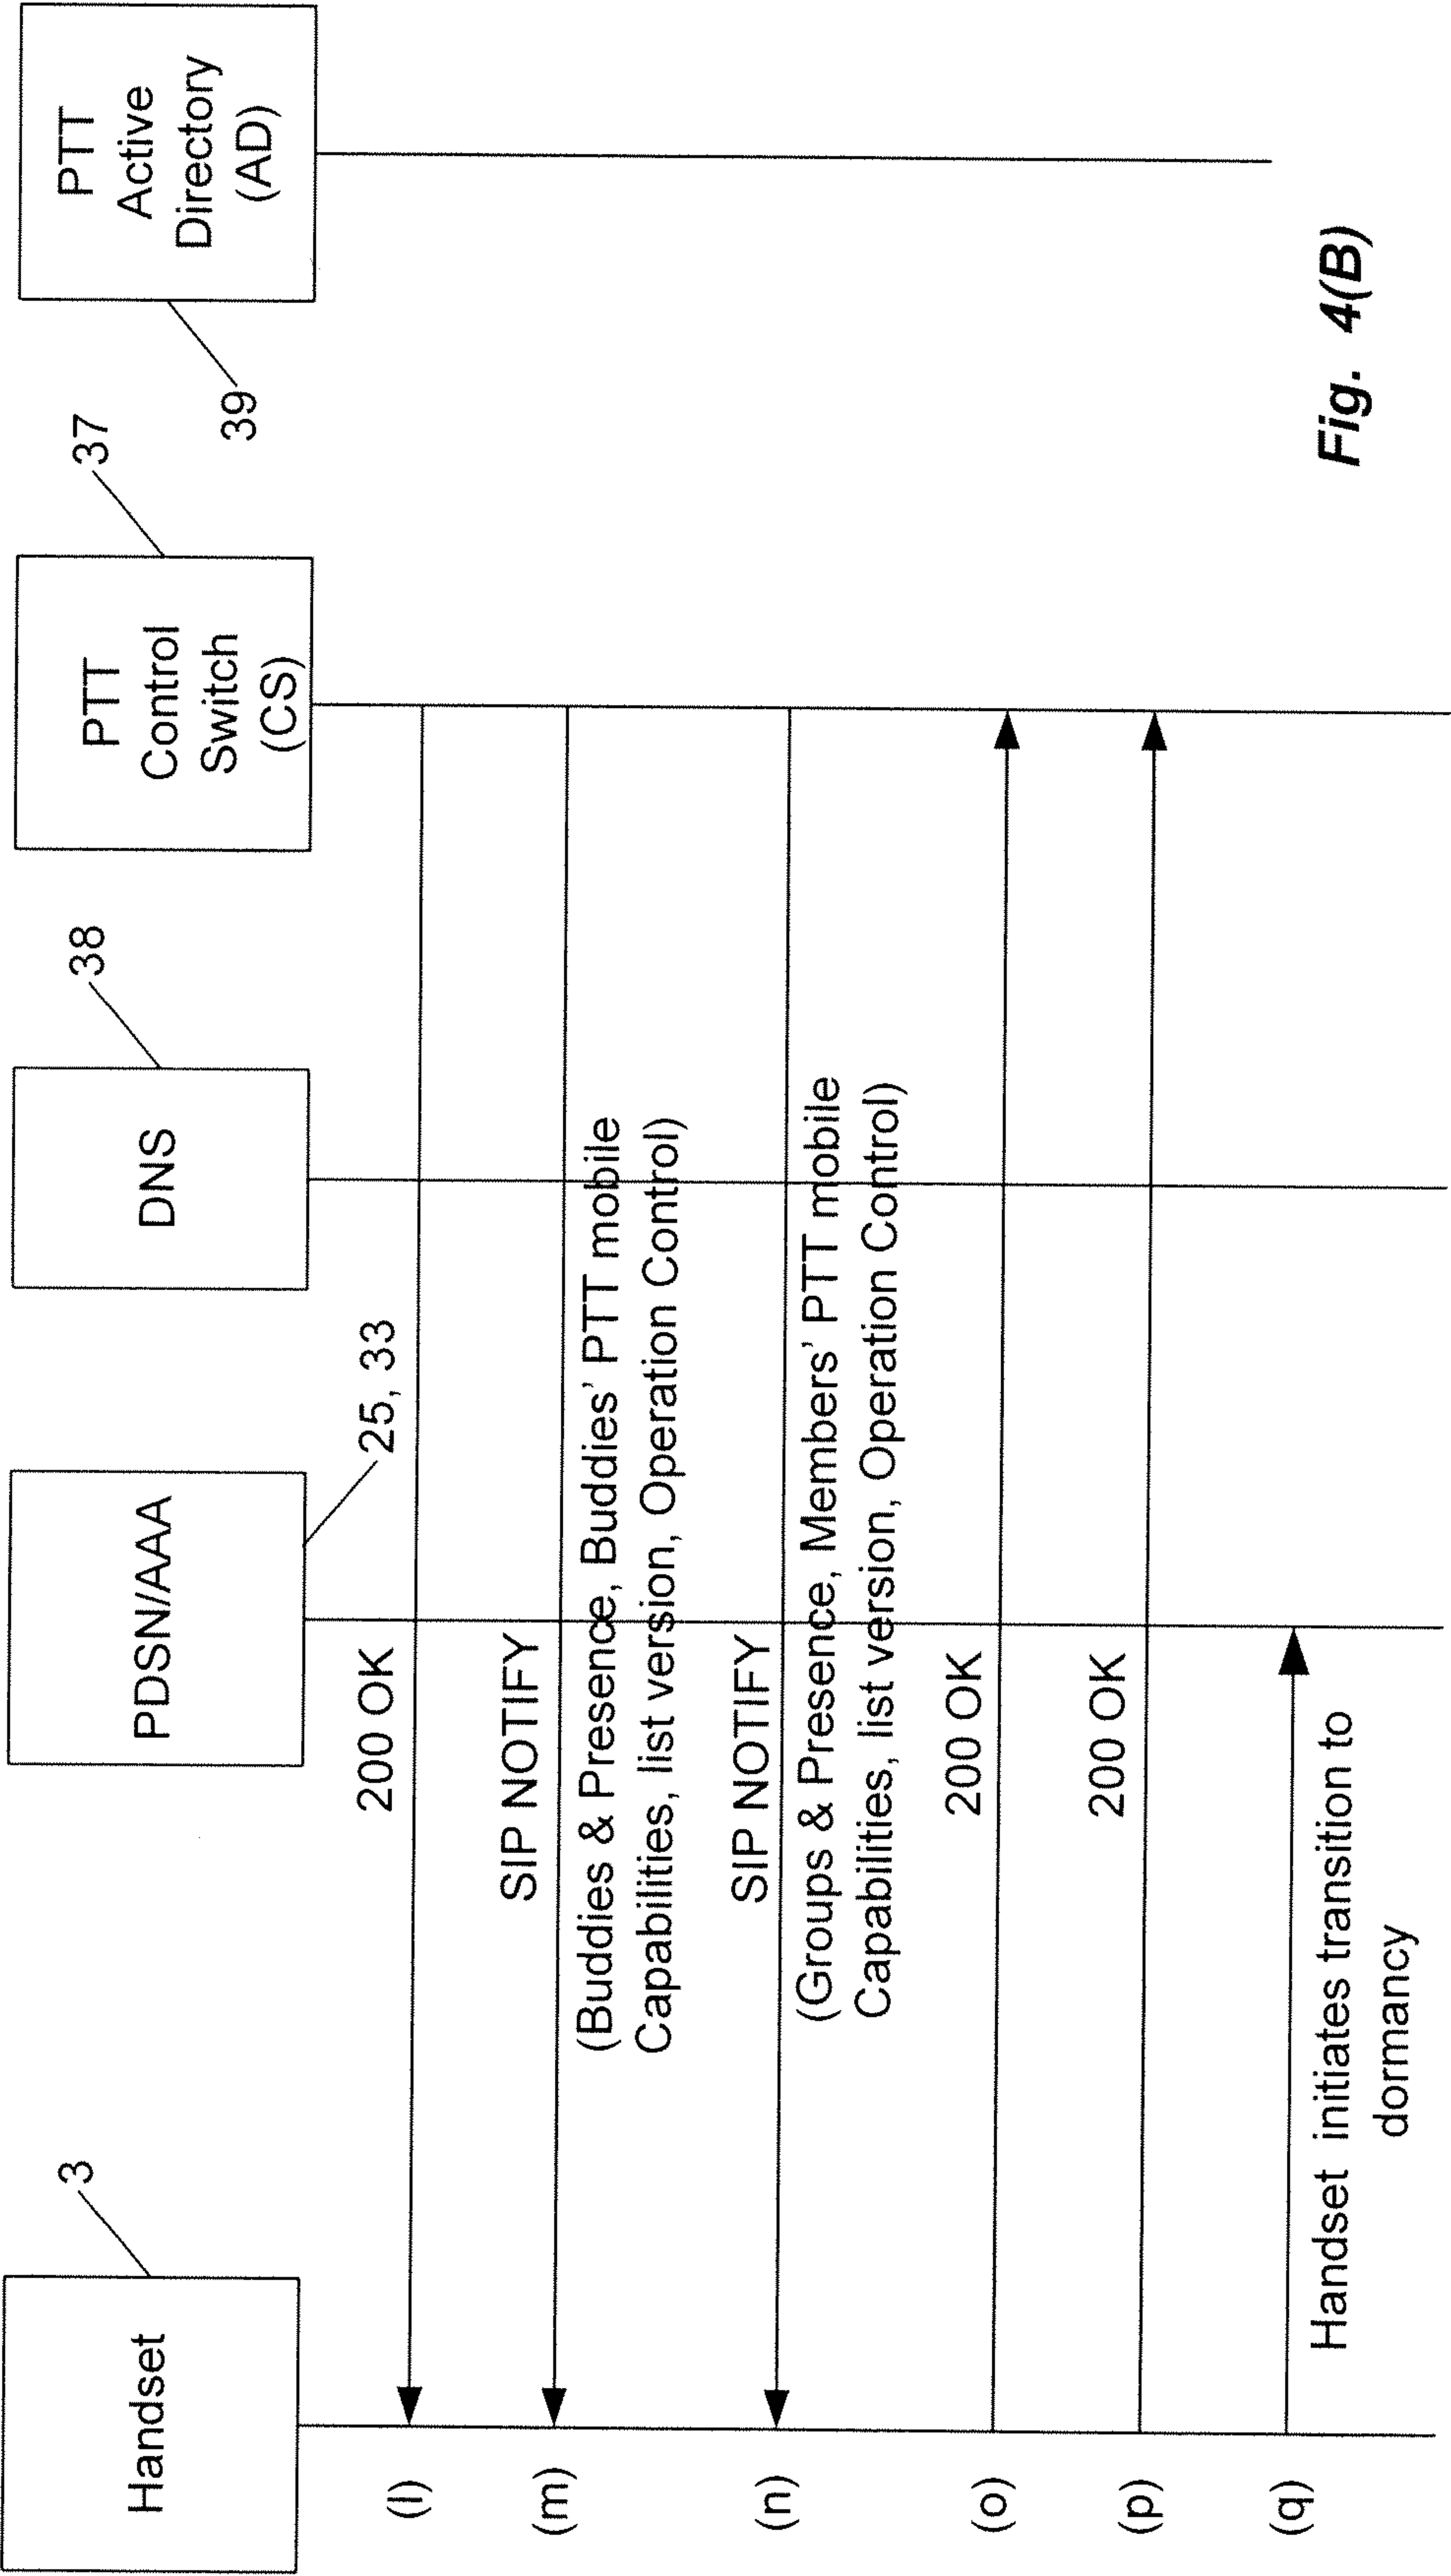 Handset
3
PDSN/AAA
25, 33
DNS
38
PTT
Control
Switch
(CS)
37
PTT
Active
Directory
(AD)
39
(l)
200 OK
(m)
SIP NOTIFY
(Buddies & Presence, Buddies' PTT mobile
Capabilities, list version, Operation Control)
(n)
SIP NOTIFY
(Groups & Presence, Members' PTT mobile
Capabilities, list version, Operation Control)
(o)
200 OK
(p)
200 OK
(q)
Handset initiates transition to
dormancy
Fig. 4(B)